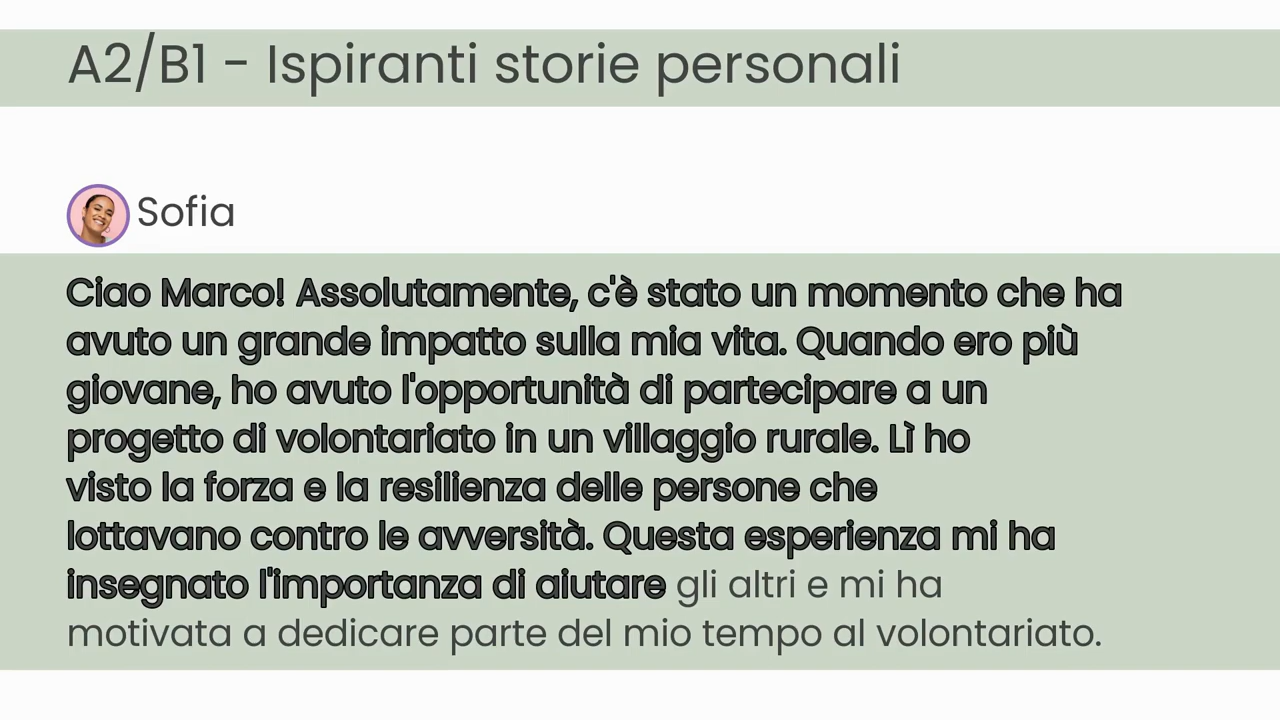 A2/B1 - Ispiranti storie personali
Sofia
Ciao Marco! Assolutamente, c'è stato un momento che ha
avuto un grande impatto sulla mia vita. Quando ero più
giovane, ho avuto l'opportunità di partecipare a un
progetto di volontariato in un villaggio rurale. Lì ho
visto la forza e la resilienza delle persone che
lottavano contro le avversità. Questa esperienza mi ha
insegnato l'importanza di aiutare gli altri e mi ha
motivata a dedicare parte del mio tempo al volontariato.